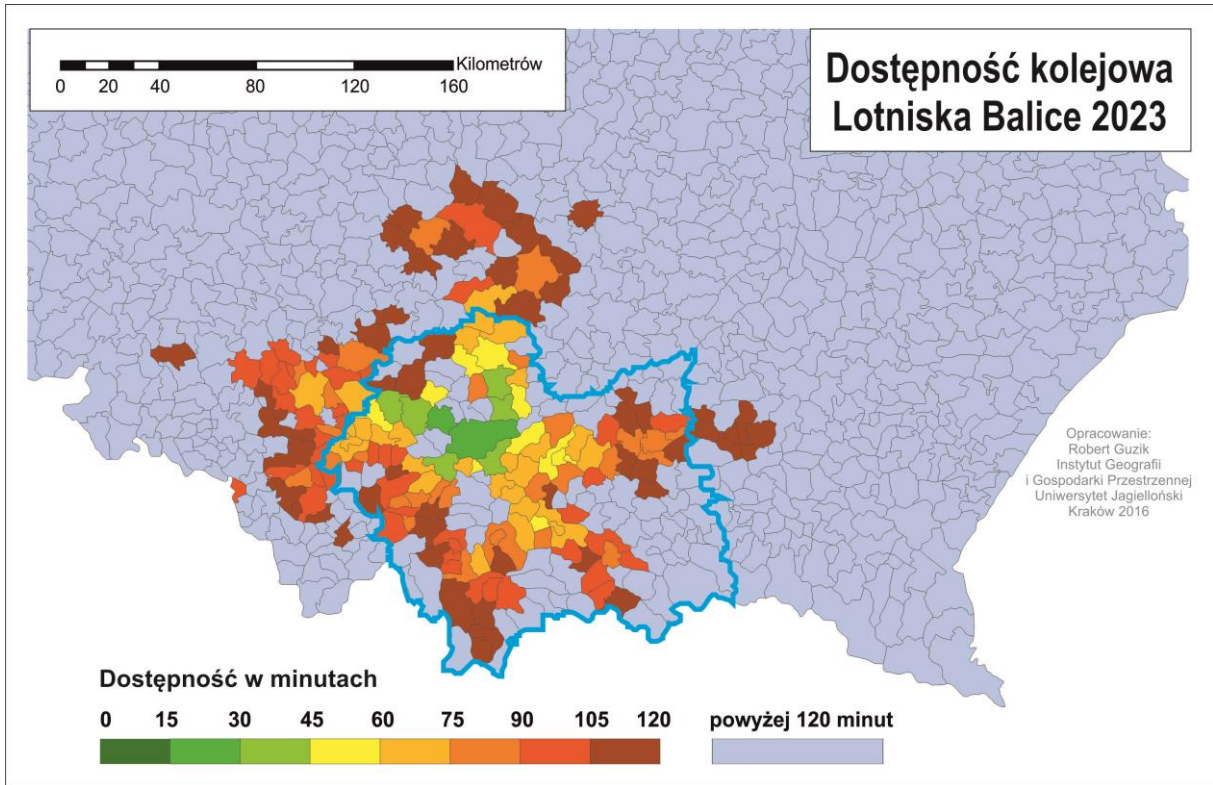 Kilometrów
0 20 40 80 120 160
Dostępność kolejowa
Lotniska Balice 2023
Opracowanie:
Robert Guzik
Instytut Geografii
i Gospodarki Przestrzennej
Uniwersytet Jagielloński
Kraków 2016
Dostępność w minutach
0 15 30 45 60 75 90 105 120 powyżej 120 minut